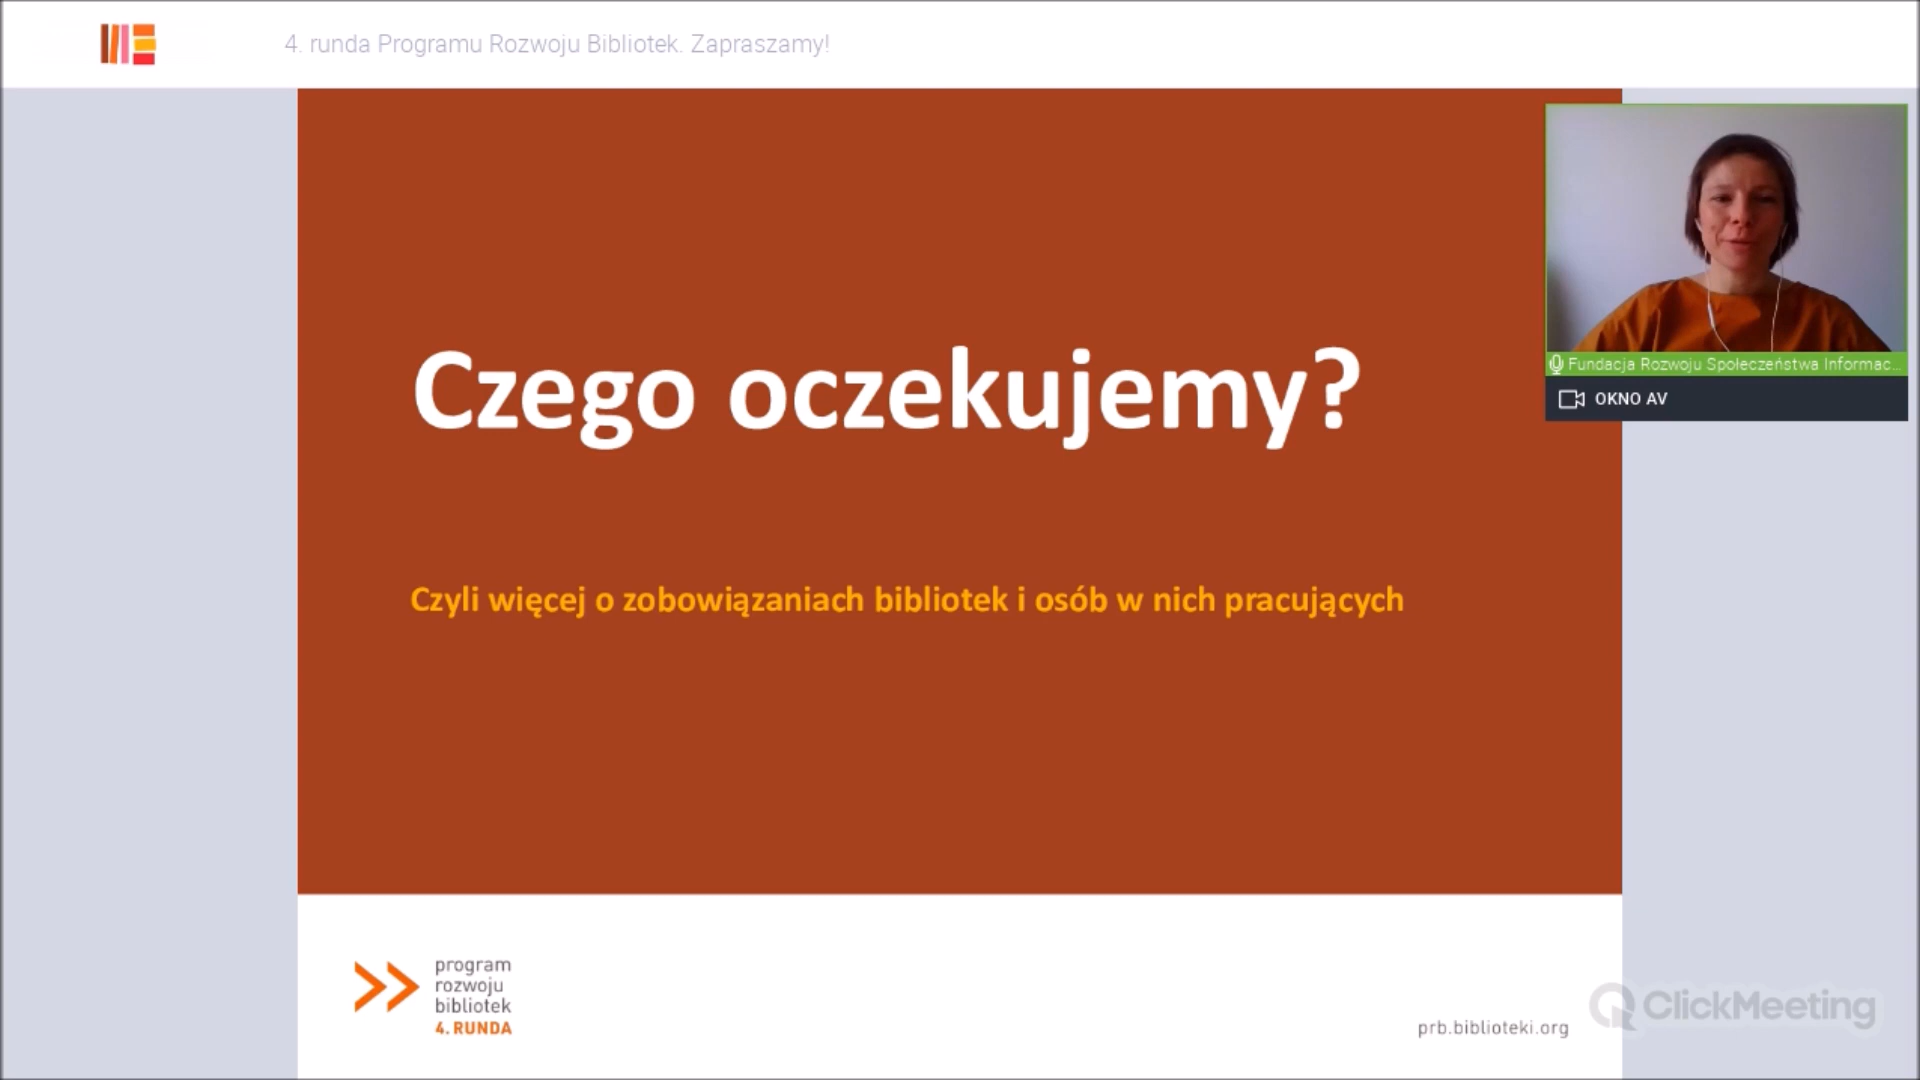 4. runda Programu Rozwoju Bibliotek. Zapraszamy!
Czego oczekujemy?
Czyli więcej o zobowiązaniach bibliotek i osób w nich pracujących
Fundacja Rozwoju Społeczeństwa Informac...
OKNO AV
program
rozwoju
bibliotek
4. RUNDA
prb.biblioteki.org
ClickMeeting